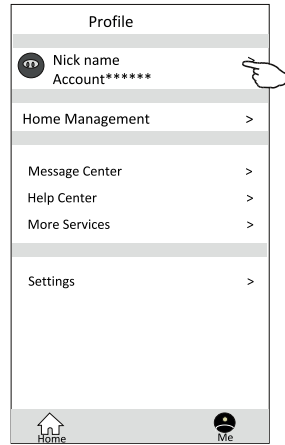 Profile
Nick name
Account******
Home Management >
Message Center >
Help Center >
More Services >
Settings >
Home
Me